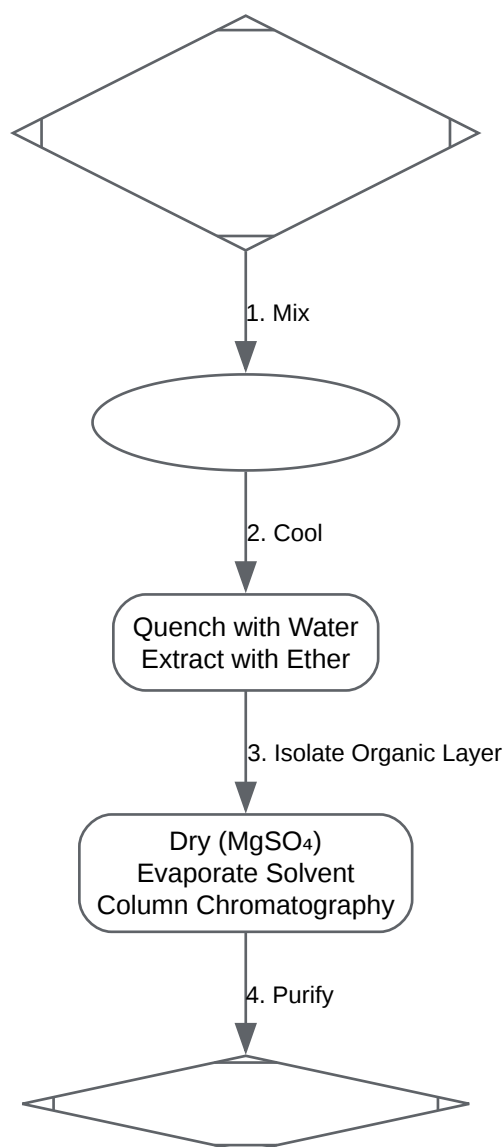 1. Mix
2. Cool
Quench with Water
Extract with Ether
3. Isolate Organic Layer
Dry (MgSO₄)
Evaporate Solvent
Column Chromatography
4. Purify